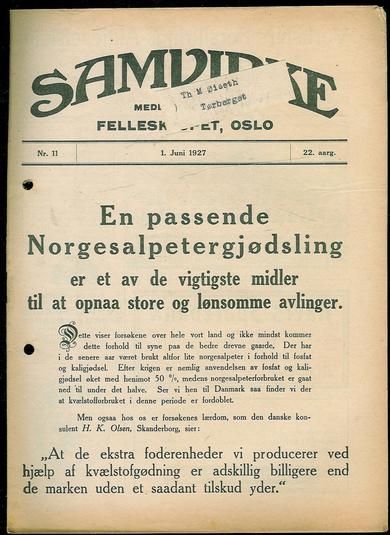 SAMVIRKE
Th M Øiseth
Tørberget
MEDL
FELLESK PET, OSLO
Nr. 11 1. Juni 1927 22. aarg.
En passende
Norgesalpetergjødsling
er et av de vigtigste midler
til at opnaa store og lønsomme avlinger.
Dette viser forsøkene over hele vort land og ikke mindst kommer
dette forhold til syne paa de bedre drevne gaarde. Der har
i de senere aar været brukt altfor lite norgesalpeter i forhold til fosfat
og kaligjødsel. Efter krigen er nemlig anvendelsen av fosfat og kali-
gjødsel øket med henimot 50 %, medens norgesalpeterforbruket er gaat
ned til under det halve. Ser vi hen til Danmark saa finder vi der
at kvælstofforbruket i denne periode er fordoblet.
Men ogsaa hos os er forsøkenes lærdom, som den danske kon-
sulent H. K. Olsen, Skanderborg, sier:
„At de ekstra foderenheder vi producerer ved
hjælp af kvælstofgødning er adskillig billigere end
de marken uden et saadant tilskud yder.“